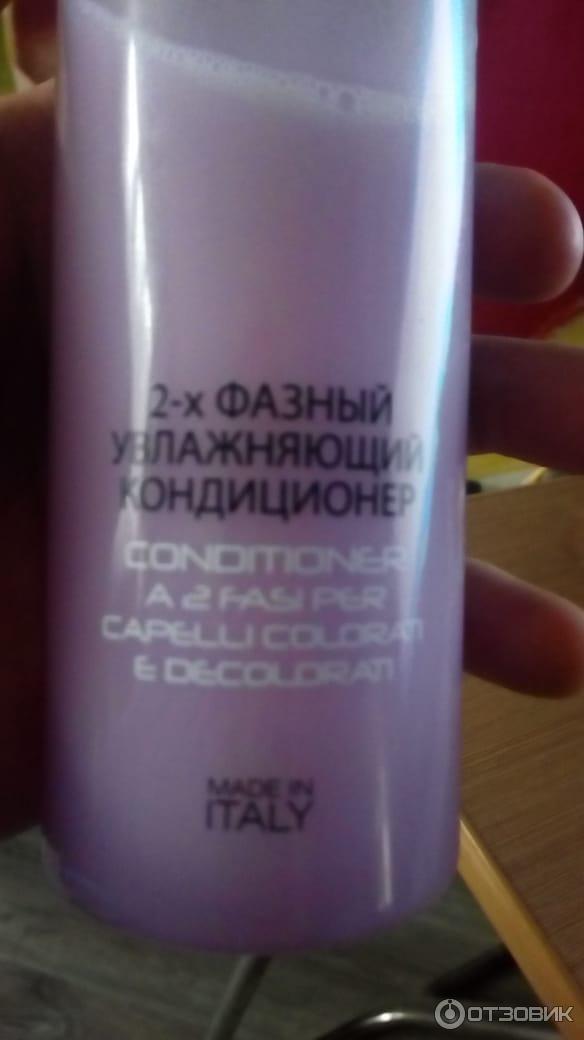 2-х ФАЗНЫЙ
УВЛАЖНЯЮЩИЙ
КОНДИЦИОНЕР
CONDITIONER
A 2 FASI PER
CAPELLI COLORATI
E DECOLORATI
MADE IN
ITALY
ОТЗОВИК